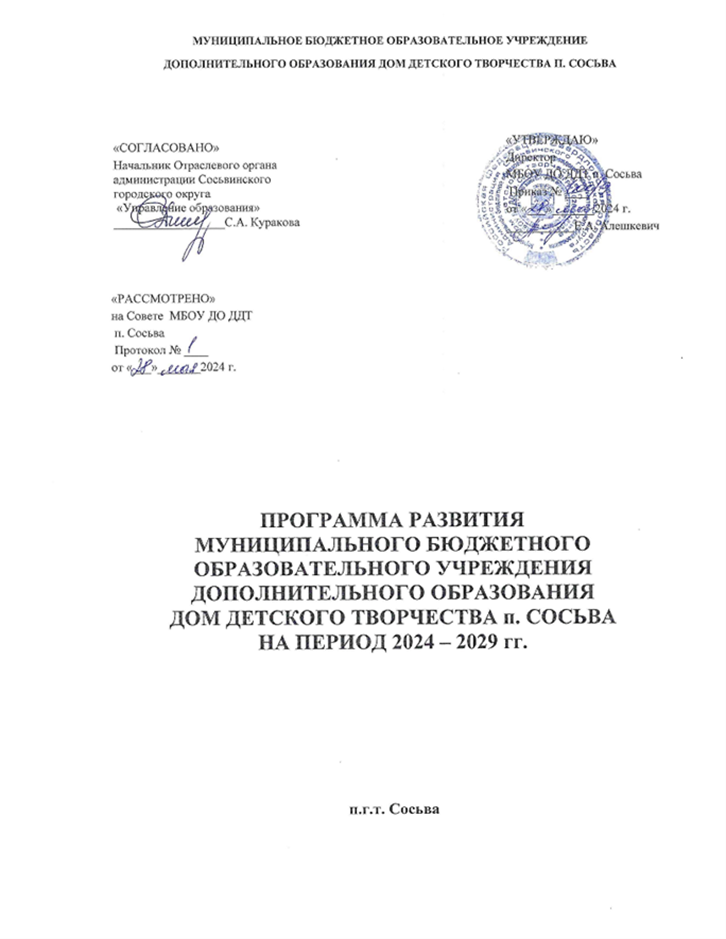 МУНИЦИПАЛЬНОЕ БЮДЖЕТНОЕ ОБРАЗОВАТЕЛЬНОЕ УЧРЕЖДЕНИЕ
ДОПОЛНИТЕЛЬНОГО ОБРАЗОВАНИЯ ДОМ ДЕТСКОГО ТВОРЧЕСТВА П. СОСЬВА
«СОГЛАСОВАНО»
Начальник Отраслевого органа
администрации Сосьвинского
городского округа
«Управление образования»
С.А. Куракова
«УТВЕРЖДАЮ»
Директор
МБОУ ДО ДДТ п. Сосьва
Приказ №
от « » 2024 г.
Е.А. Алешкевич
«РАССМОТРЕНО»
на Совете МБОУ ДО ДДТ
п. Сосьва
Протокол № 1
от «28» мая 2024 г.
ПРОГРАММА РАЗВИТИЯ
МУНИЦИПАЛЬНОГО БЮДЖЕТНОГО
ОБРАЗОВАТЕЛЬНОГО УЧРЕЖДЕНИЯ
ДОПОЛНИТЕЛЬНОГО ОБРАЗОВАНИЯ
ДОМ ДЕТСКОГО ТВОРЧЕСТВА п. СОСЬВА
НА ПЕРИОД 2024 – 2029 гг.
п.г.т. Сосьва